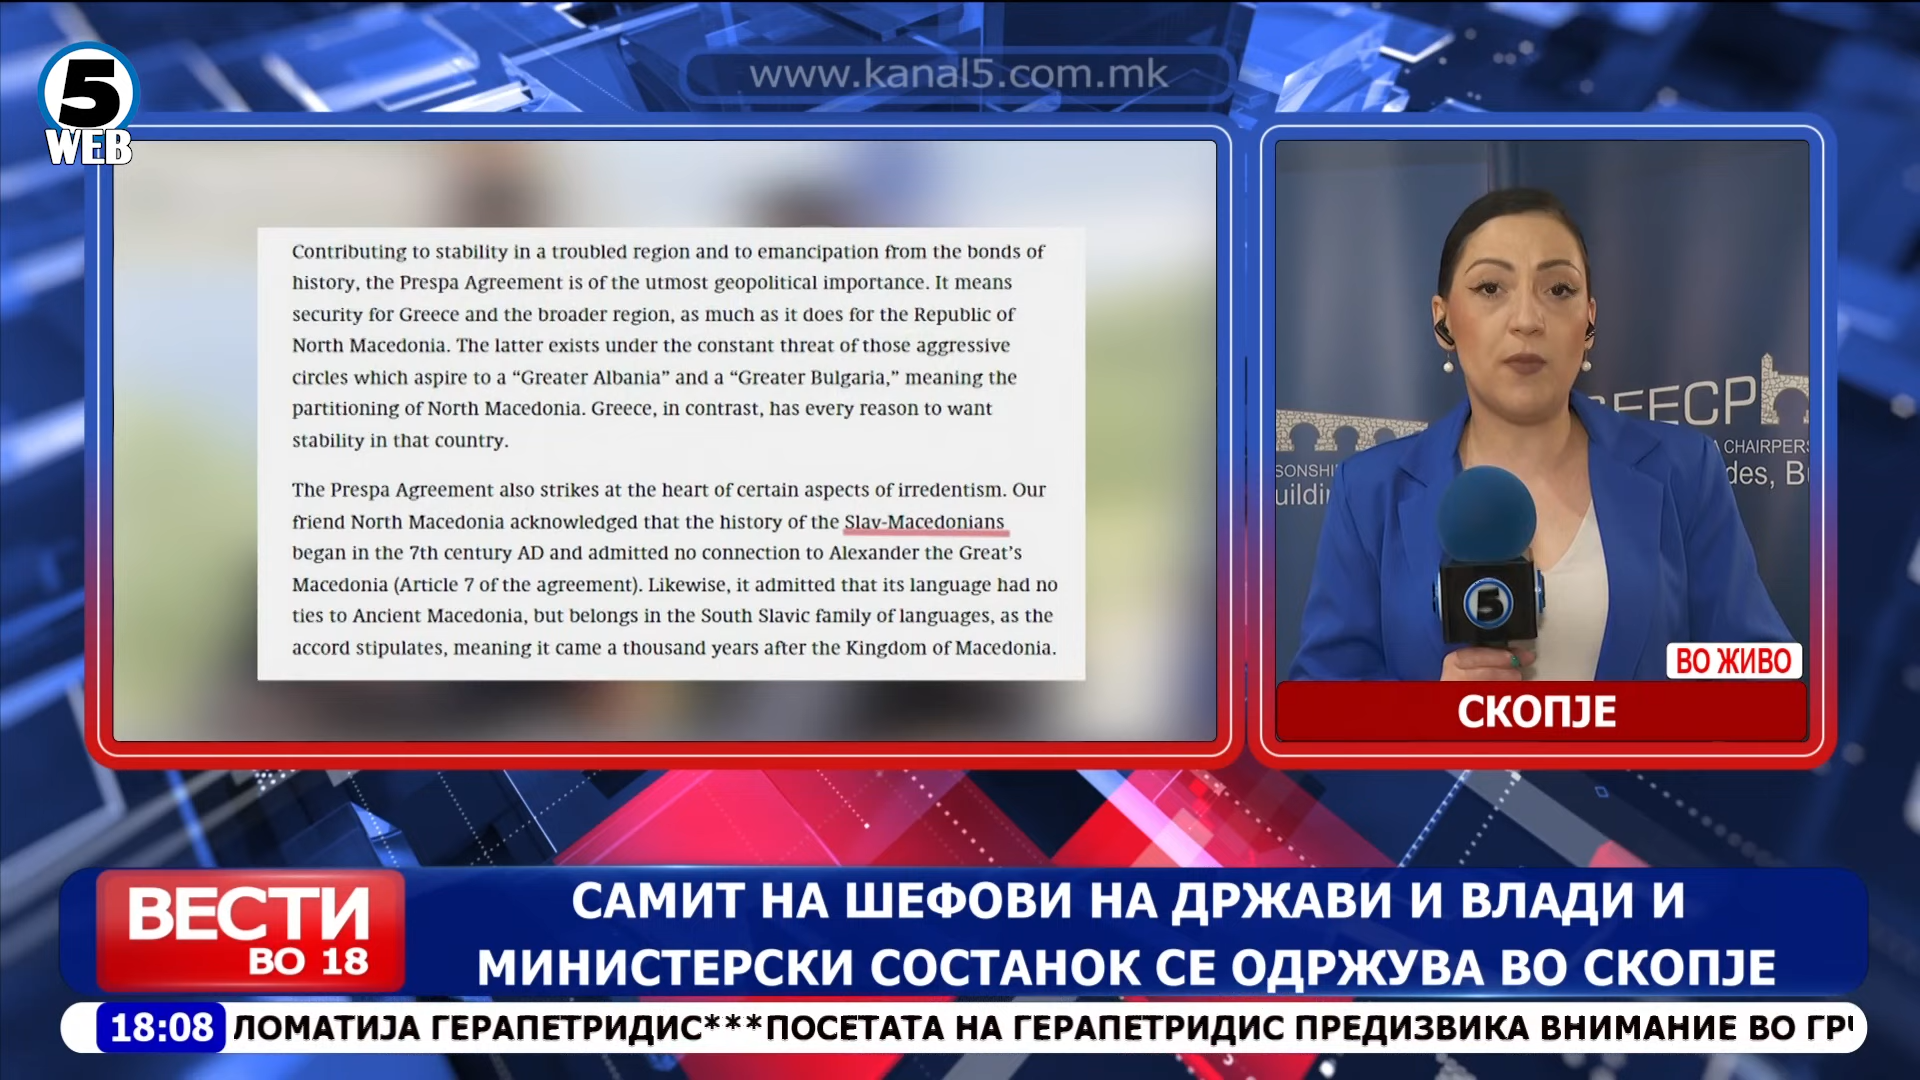 5
WEB
www.kanal5.com.mk
Contributing to stability in a troubled region and to emancipation from the bonds of
history, the Prespa Agreement is of the utmost geopolitical importance. It means
security for Greece and the broader region, as much as it does for the Republic of
North Macedonia. The latter exists under the constant threat of those aggressive
circles which aspire to a “Greater Albania” and a “Greater Bulgaria,” meaning the
partitioning of North Macedonia. Greece, in contrast, has every reason to want
stability in that country.
The Prespa Agreement also strikes at the heart of certain aspects of irredentism. Our
friend North Macedonia acknowledged that the history of the Slav-Macedonians
began in the 7th century AD and admitted no connection to Alexander the Great’s
Macedonia (Article 7 of the agreement). Likewise, it admitted that its language had no
ties to Ancient Macedonia, but belongs in the South Slavic family of languages, as the
accord stipulates, meaning it came a thousand years after the Kingdom of Macedonia.
EECP
CHAIRPERS
SONSHI
des, B
uildi
5
ВО ЖИВО
СКОПЈЕ
ВЕСТИ
ВО 18
САМИТ НА ШЕФОВИ НА ДРЖАВИ И ВЛАДИ И
МИНИСТЕРСКИ СОСТАНОК СЕ ОДРЖУВА ВО СКОПЈЕ
18:08 ЛОМАТИЈА ГЕРАПЕТРИДИС***ПОСЕТАТА НА ГЕРАПЕТРИДИС ПРЕДИЗВИКА ВНИМАНИЕ ВО ГР